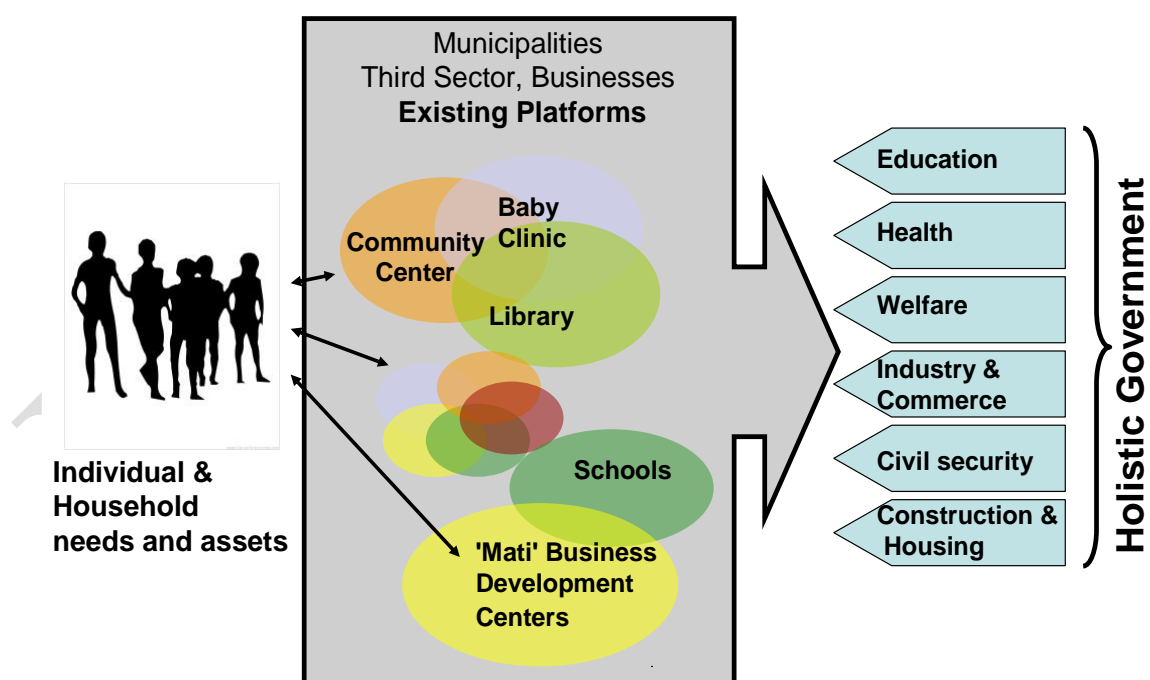 Municipalities
Third Sector, Businesses
Existing Platforms
Baby
Clinic
Community
Center
Library
Schools
'Mati' Business
Development
Centers
Individual &
Household
needs and assets
Education
Health
Welfare
Industry &
Commerce
Civil security
Construction &
Housing
Holistic Government